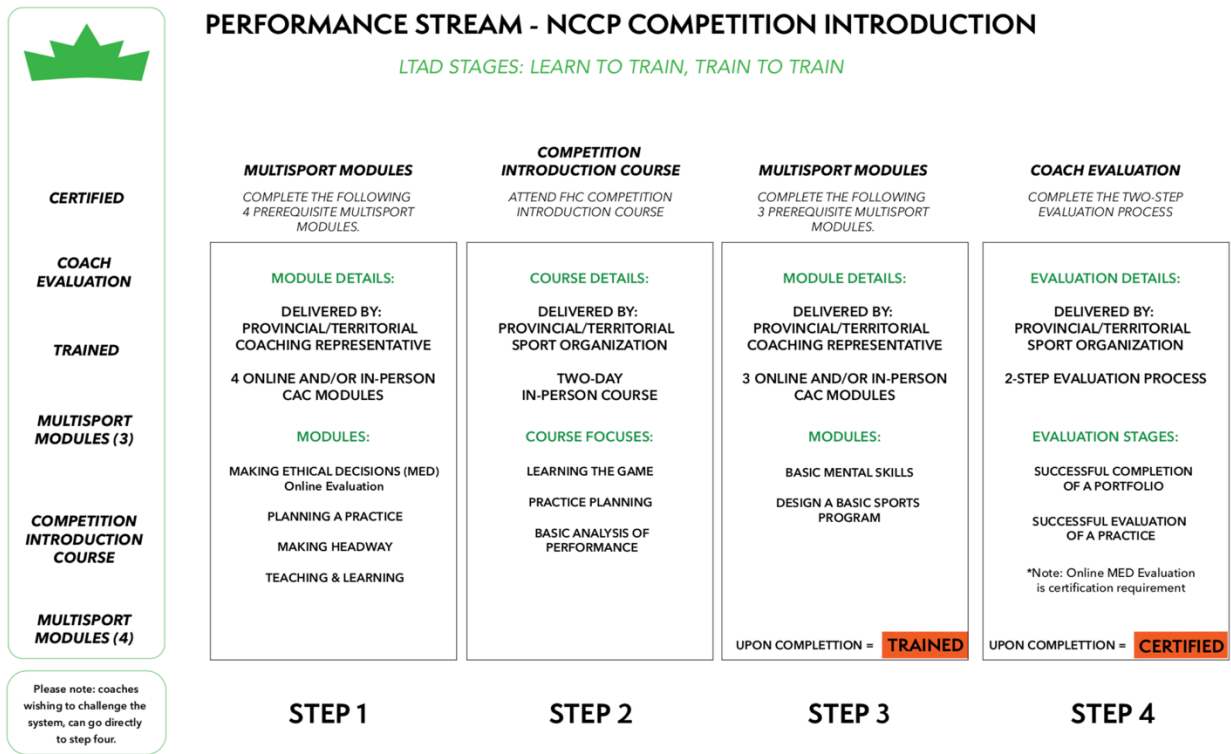 PERFORMANCE STREAM - NCCP COMPETITION INTRODUCTION
LTAD STAGES: LEARN TO TRAIN, TRAIN TO TRAIN
CERTIFIED
COACH
EVALUATION
TRAINED
MULTISPORT
MODULES (3)
COMPETITION
INTRODUCTION
COURSE
MULTISPORT
MODULES (4)
Please note: coaches
wishing to challenge the
system, can go directly
to step four.
MULTISPORT MODULES
COMPLETE THE FOLLOWING
4 PREREQUISITE MULTISPORT
MODULES.
MODULE DETAILS:
DELIVERED BY:
PROVINCIAL/TERRITORIAL
COACHING REPRESENTATIVE
4 ONLINE AND/OR IN-PERSON
CAC MODULES
MODULES:
MAKING ETHICAL DECISIONS (MED)
Online Evaluation
PLANNING A PRACTICE
MAKING HEADWAY
TEACHING & LEARNING
STEP 1
COMPETITION
INTRODUCTION COURSE
ATTEND FHC COMPETITION
INTRODUCTION COURSE
COURSE DETAILS:
DELIVERED BY:
PROVINCIAL/TERRITORIAL
SPORT ORGANIZATION
TWO-DAY
IN-PERSON COURSE
COURSE FOCUSES:
LEARNING THE GAME
PRACTICE PLANNING
BASIC ANALYSIS OF
PERFORMANCE
STEP 2
MULTISPORT MODULES
COMPLETE THE FOLLOWING
3 PREREQUISITE MULTISPORT
MODULES.
MODULE DETAILS:
DELIVERED BY:
PROVINCIAL/TERRITORIAL
COACHING REPRESENTATIVE
3 ONLINE AND/OR IN-PERSON
CAC MODULES
MODULES:
BASIC MENTAL SKILLS
DESIGN A BASIC SPORTS
PROGRAM
UPON COMPLETTION = TRAINED
STEP 3
COACH EVALUATION
COMPLETE THE TWO-STEP
EVALUATION PROCESS
EVALUATION DETAILS:
DELIVERED BY:
PROVINCIAL/TERRITORIAL
SPORT ORGANIZATION
2-STEP EVALUATION PROCESS
EVALUATION STAGES:
SUCCESSFUL COMPLETION
OF A PORTFOLIO
SUCCESSFUL EVALUATION
OF A PRACTICE
*Note: Online MED Evaluation
is certification requirement
UPON COMPLETTION = CERTIFIED
STEP 4